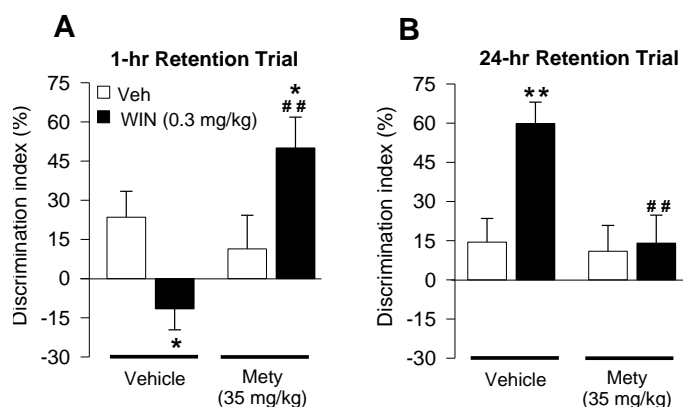 A
1-hr Retention Trial
Discrimination index (%)
75
60
45
30
15
0
-15
-30
Veh
WIN (0.3 mg/kg)
*
##
*
Vehicle
Mety
(35 mg/kg)
B
24-hr Retention Trial
Discrimination index (%)
75
60
45
30
15
0
-15
-30
**
##
Vehicle
Mety
(35 mg/kg)